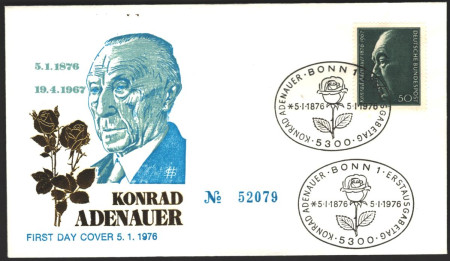 5.1.1876
19.4.1967
KONRAD
ADENAUER
FIRST DAY COVER 5. 1. 1976
№ 52079
DEUTSCHE BUNDESPOST
50
KONRAD ADENAUER · BONN 1
*5·1·1876 *5·1·1976
5300
KONRAD ADENAUER · BONN 1 · ERSTAUSGABETAG
*5·1·1876 *5·1·1976
5300